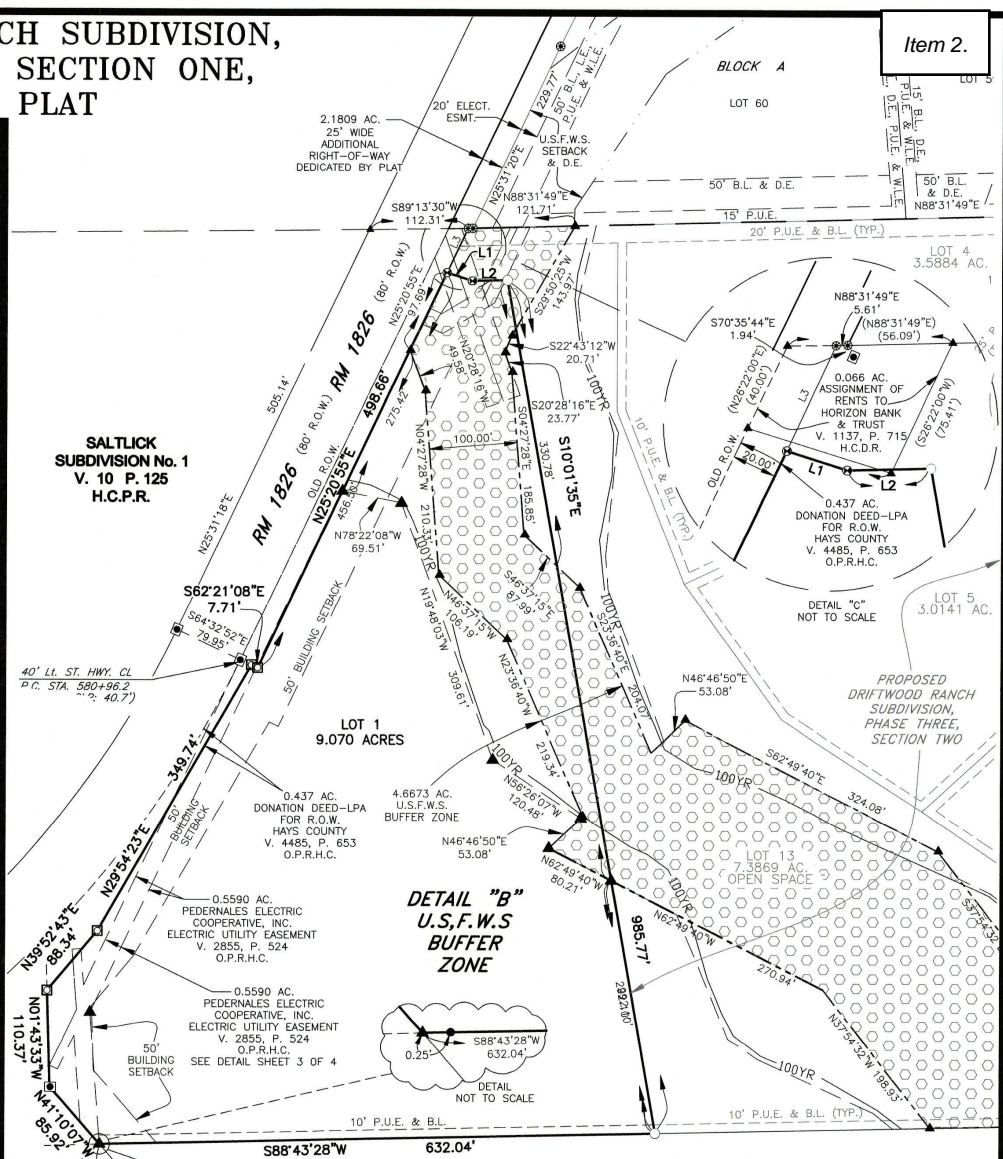 CH SUBDIVISION,
SECTION ONE,
PLAT
Item 2.
BLOCK A
LOT 60
2.1809 AC.
25' WIDE
ADDITIONAL
RIGHT-OF-WAY
DEDICATED BY PLAT
20' ELECT.
ESMT.
N25°31'20"E
229.77'
50' B.L., L.E.,
P.U.E. & W.L.E.
U.S.F.W.S.
SETBACK
& D.E.
15' B.L., D.E.,
P.U.E. & W.L.E.
D.E., P.U.E. & W.L.E.
50' B.L. & D.E.
50' B.L.
& D.E.
N88°31'49"E
S89°13'30"W
112.31'
N88°31'49"E
121.71'
15' P.U.E.
20' P.U.E. & B.L. (TYP.)
L3
L1
L2
LOT 4
3.5884 AC.
N25°20'55"E
97.69'
S29°50'25"W
143.97'
S22°43'12"W
20.71'
N20°28'16"W
49.58'
S20°28'16"E
23.77'
100YR
RM 1826 (80' R.O.W.)
505.14'
RM 1826 (80' R.O.W.)
OLD R.O.W.
498.66'
N25°20'55"E
275.42'
456.56'
N25°31'18"E
SALTLICK
SUBDIVISION No. 1
V. 10 P. 125
H.C.P.R.
N04°27'28"W
210.33'
100.00'
S04°27'28"E
185.85'
330.78'
S10°01'35"E
10' P.U.E. & B.L.
10' P.U.E. & B.L. (TYP.)
S70°35'44"E
1.94'
N88°31'49"E
5.61'
(N88°31'49"E)
(56.09')
(N26°22'00"E)
(40.00')
L3
0.066 AC.
ASSIGNMENT OF
RENTS TO
HORIZON BANK
& TRUST
V. 1137, P. 715
H.C.D.R.
(S26°22'00"W)
(75.41')
OLD R.O.W.
20.00'
L1
L2
0.437 AC.
DONATION DEED-LPA
FOR R.O.W.
HAYS COUNTY
V. 4485, P. 653
O.P.R.H.C.
DETAIL "C"
NOT TO SCALE
LOT 5
3.0141 AC.
N78°22'08"W
69.51'
100YR
S62°21'08"E
7.71'
S64°32'52"E
79.95'
50' BUILDING SETBACK
N19°48'03"W
309.61'
N46°37'15"W
106.19'
S46°37'15"E
87.99'
S23°36'40"E
204.07'
N23°36'40"W
219.34'
40' Lt. ST. HWY. CL
P.C. STA. 580+96.2
40.7')
N46°46'50"E
53.08'
PROPOSED
DRIFTWOOD RANCH
SUBDIVISION,
PHASE THREE,
SECTION TWO
LOT 1
9.070 ACRES
S62°49'40"E
324.08'
100YR
349.74'
N29°54'23"E
50'
BUILDING
SETBACK
0.437 AC.
DONATION DEED-LPA
FOR R.O.W.
HAYS COUNTY
V. 4485, P. 653
O.P.R.H.C.
4.6673 AC.
U.S.F.W.S.
BUFFER ZONE
100YR
N56°26'07"W
120.48'
N46°46'50"E
53.08'
N62°49'40"W
80.21'
LOT 13
7.3869 AC.
OPEN SPACE
S37°54'32"
0.5590 AC.
PEDERNALES ELECTRIC
COOPERATIVE, INC.
ELECTRIC UTILITY EASEMENT
V. 2855, P. 524
O.P.R.H.C.
DETAIL "B"
U.S,F.W.S
BUFFER
ZONE
100YR
985.77'
N62°49'40"W
270.94'
N39°52'43"E
88.34'
0.5590 AC.
PEDERNALES ELECTRIC
COOPERATIVE, INC.
ELECTRIC UTILITY EASEMENT
V. 2855, P. 524
O.P.R.H.C.
SEE DETAIL SHEET 3 OF 4
N01°43'33"W
110.37'
50'
BUILDING
SETBACK
0.25'
S88°43'28"W
632.04'
DETAIL
NOT TO SCALE
N37°54'32"W
198.93'
100YR
N41°10'07"W
85.92'
10' P.U.E. & B.L.
10' P.U.E. & B.L. (TYP.)
S88°43'28"W 632.04'